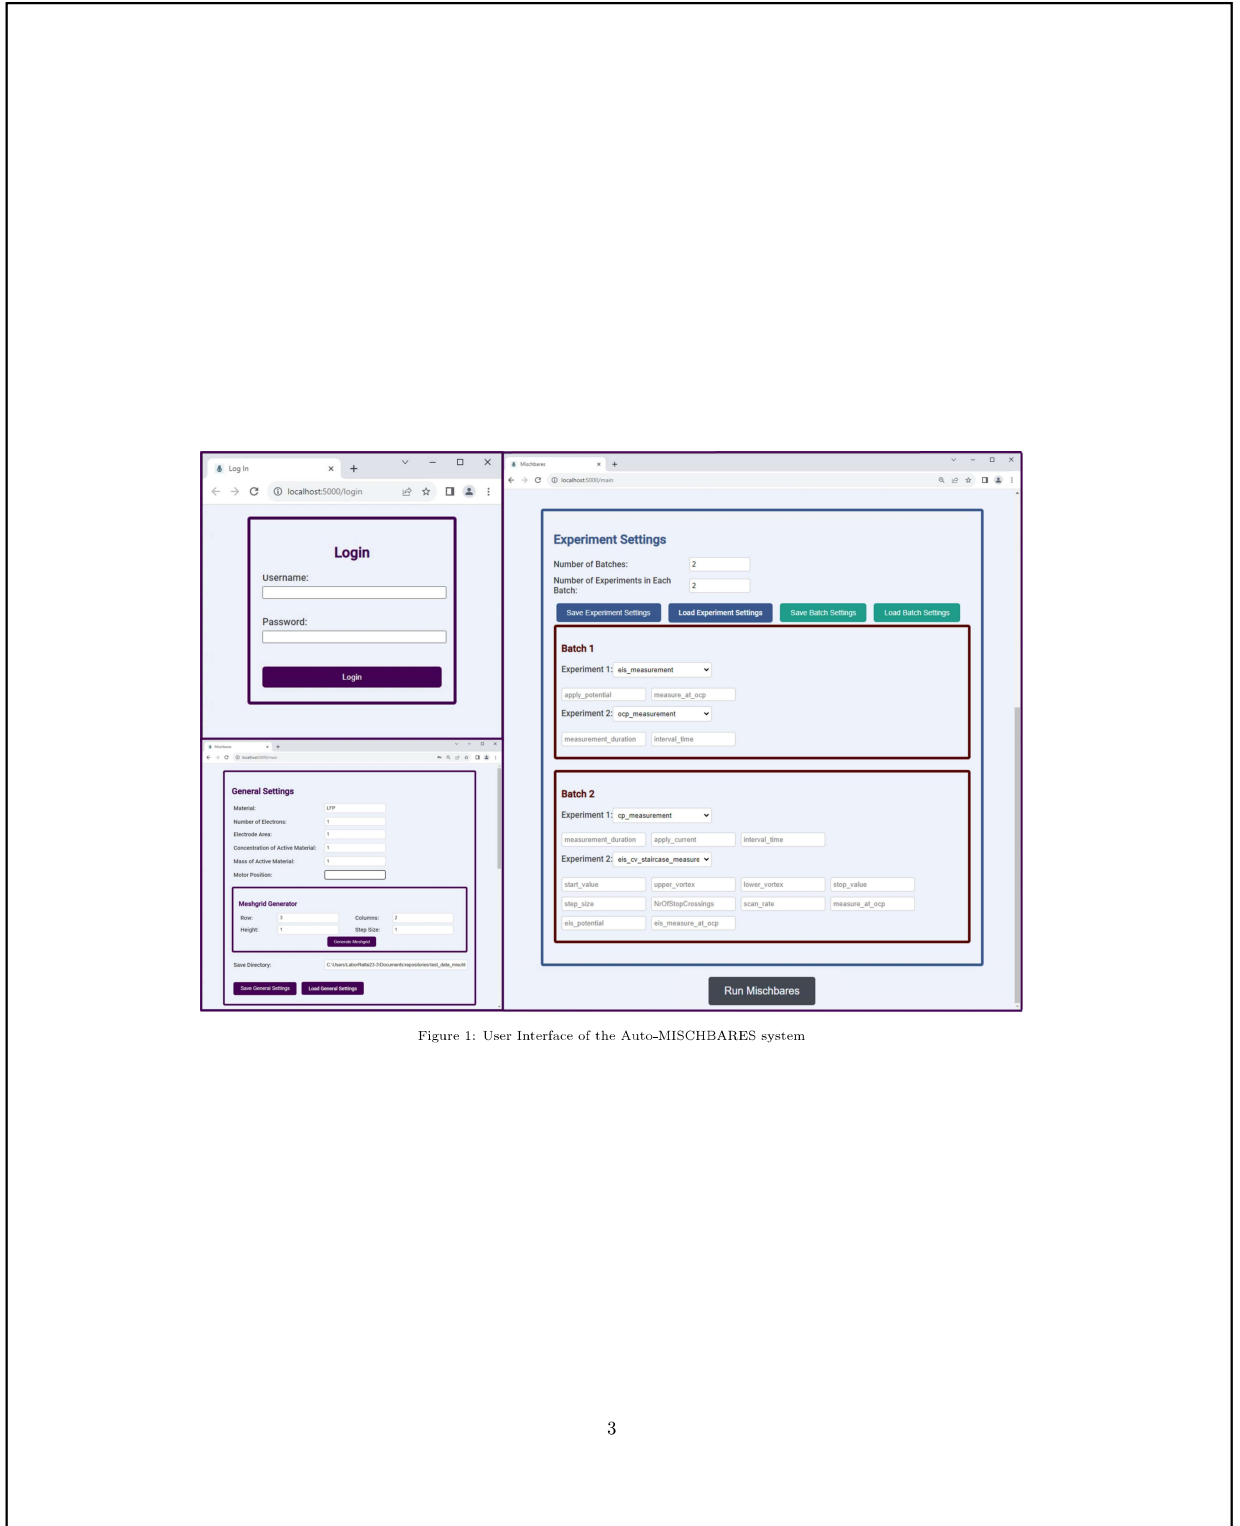 Log In
localhost:5000/login
Login
Username:
Password:
Login
Mischbares
localhost:5000/main
General Settings
Material: LFP
Number of Electrons: 1
Electrode Area: 1
Concentration of Active Material: 1
Mass of Active Material: 1
Motor Position:
Meshgrid Generator
Row: 3 Columns: 2
Height: 1 Step Size: 1
Generate Meshgrid
Save Directory:
Save General Settings Load General Settings
Mischbares
localhost:5000/main
Experiment Settings
Number of Batches: 2
Number of Experiments in Each
Batch: 2
Save Experiment Settings Load Experiment Settings Save Batch Settings Load Batch Settings
Batch 1
Experiment 1: eis_measurement
apply_potential measure_at_ocp
Experiment 2: ocp_measurement
measurement_duration interval_time
Batch 2
Experiment 1: cp_measurement
measurement_duration apply_current interval_time
Experiment 2: eis_cv_staircase_measure
start_value upper_vortex lower_vortex stop_value
step_size NrOfStopCrossings scan_rate measure_at_ocp
eis_potential eis_measure_at_ocp
Run Mischbares
Figure 1: User Interface of the Auto-MISCHBARES system
3